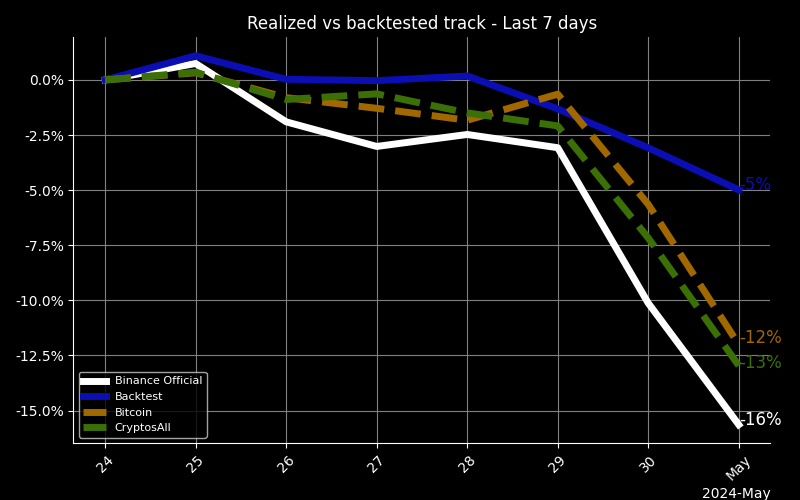 Realized vs backtested track - Last 7 days
0.0%
-2.5%
-5.0%
-7.5%
-10.0%
-12.5%
-15.0%
-5%
-12%
-13%
-16%
Binance Official
Backtest
Bitcoin
CryptosAll
24
25
26
27
28
29
30
May
2024-May